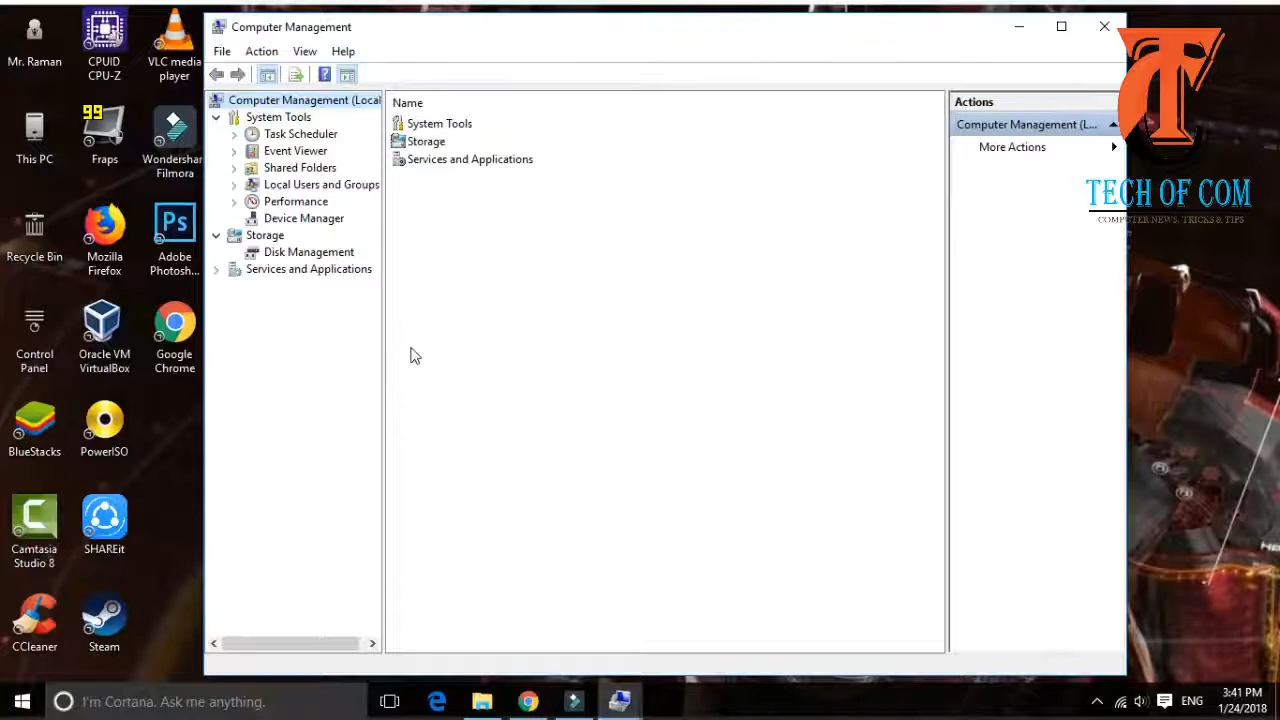 Mr. Raman
CPUID
CPU-Z
VLC media
player
This PC
99
Fraps
Wondershar
Filmora
Recycle Bin
Mozilla
Firefox
Ps
Adobe
Photosh...
Control
Panel
Oracle VM
VirtualBox
Google
Chrome
BlueStacks
PowerISO
Camtasia
Studio 8
SHAREit
CCleaner
Steam
Computer Management
File Action View Help
Computer Management (Local
System Tools
Task Scheduler
Event Viewer
Shared Folders
Local Users and Groups
Performance
Device Manager
Storage
Disk Management
Services and Applications
Name
System Tools
Storage
Services and Applications
Actions
Computer Management (L...
More Actions
TECH OF COM
COMPUTER NEWS, TRICKS & TIPS
I'm Cortana. Ask me anything.
ENG
3:41 PM
1/24/2018